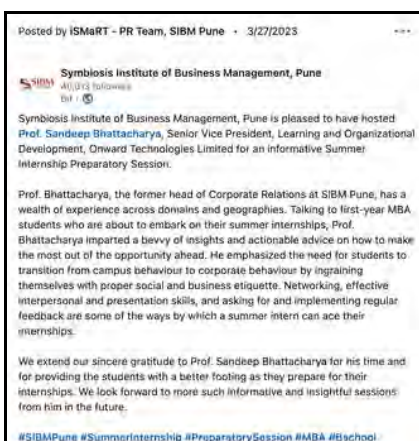 Posted by iSMaRT - PR Team, SIBM Pune • 3/27/2023
SIBM
Symbiosis Institute of Business Management, Pune
followers
Symbiosis Institute of Business Management, Pune is pleased to have hosted
Prof. Sandeep Bhattacharya, Senior Vice President, Learning and Organizational
Development, Onward Technologies Limited for an informative Summer
Internship Preparatory Session.
Prof. Bhattacharya, the former head of Corporate Relations at SIBM Pune, has a
wealth of experience across domains and geographies. Talking to first-year MBA
students who are about to embark on their summer internships, Prof.
Bhattacharya imparted a bevvy of insights and actionable advice on how to make
the most out of the opportunity ahead. He emphasized the need for students to
transition from campus behaviour to corporate behaviour by ingraining
themselves with proper social and business etiquette. Networking, effective
interpersonal and presentation skills, and asking for and implementing regular
feedback are some of the ways by which a summer intern can ace their
internships.
We extend our sincere gratitude to Prof. Sandeep Bhattacharya for his time and
for providing the students with a better footing as they prepare for their
internships. We look forward to more such informative and insightful sessions
from him in the future.
#SIBMPune #SummerInternship #PreparatorySession #MBA #Bschool